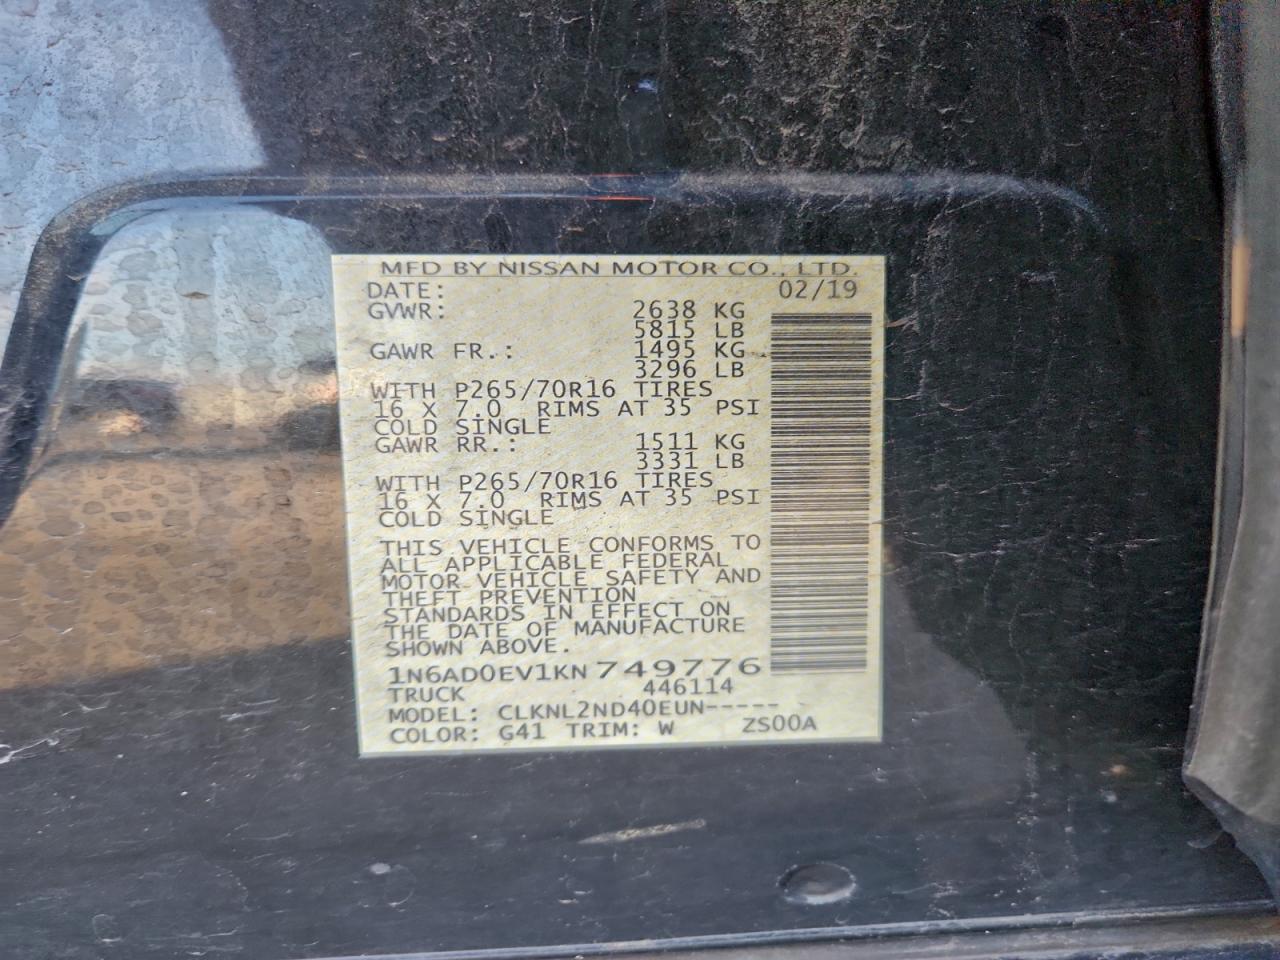 MFD BY NISSAN MOTOR CO., LTD.
DATE: 02/19
GVWR: 2638 KG
5815 LB
GAWR FR.: 1495 KG
3296 LB
WITH P265/70R16 TIRES
16 X 7.0 RIMS AT 35 PSI
COLD SINGLE
GAWR RR.: 1511 KG
3331 LB
WITH P265/70R16 TIRES
16 X 7.0 RIMS AT 35 PSI
COLD SINGLE
THIS VEHICLE CONFORMS TO
ALL APPLICABLE FEDERAL
MOTOR VEHICLE SAFETY AND
THEFT PREVENTION
STANDARDS IN EFFECT ON
THE DATE OF MANUFACTURE
SHOWN ABOVE.
1N6AD0EV1KN749776
TRUCK 446114
MODEL: CLKNL2ND40EUN-----
COLOR: G41 TRIM: W ZS00A